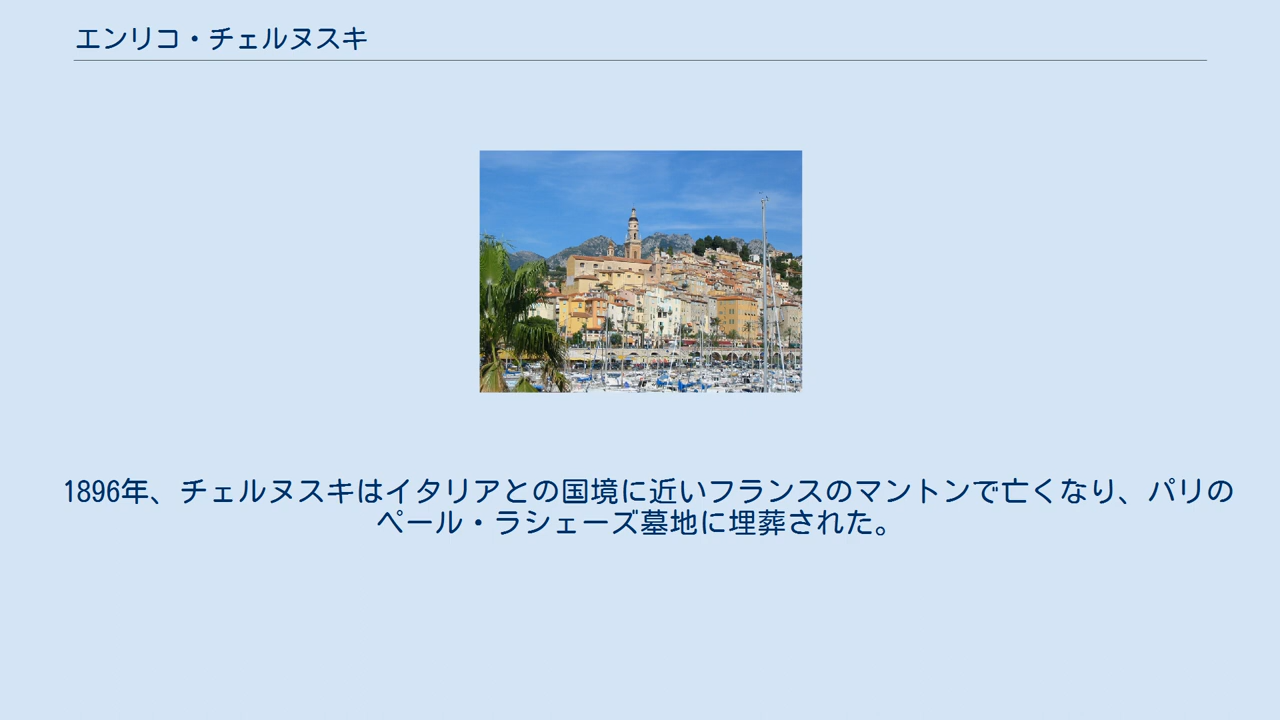 エンリコ・チェルヌスキ
1896年、チェルヌスキはイタリアとの国境に近いフランスのマントンで亡くなり、パリの
ペール・ラシェーズ墓地に埋葬された。